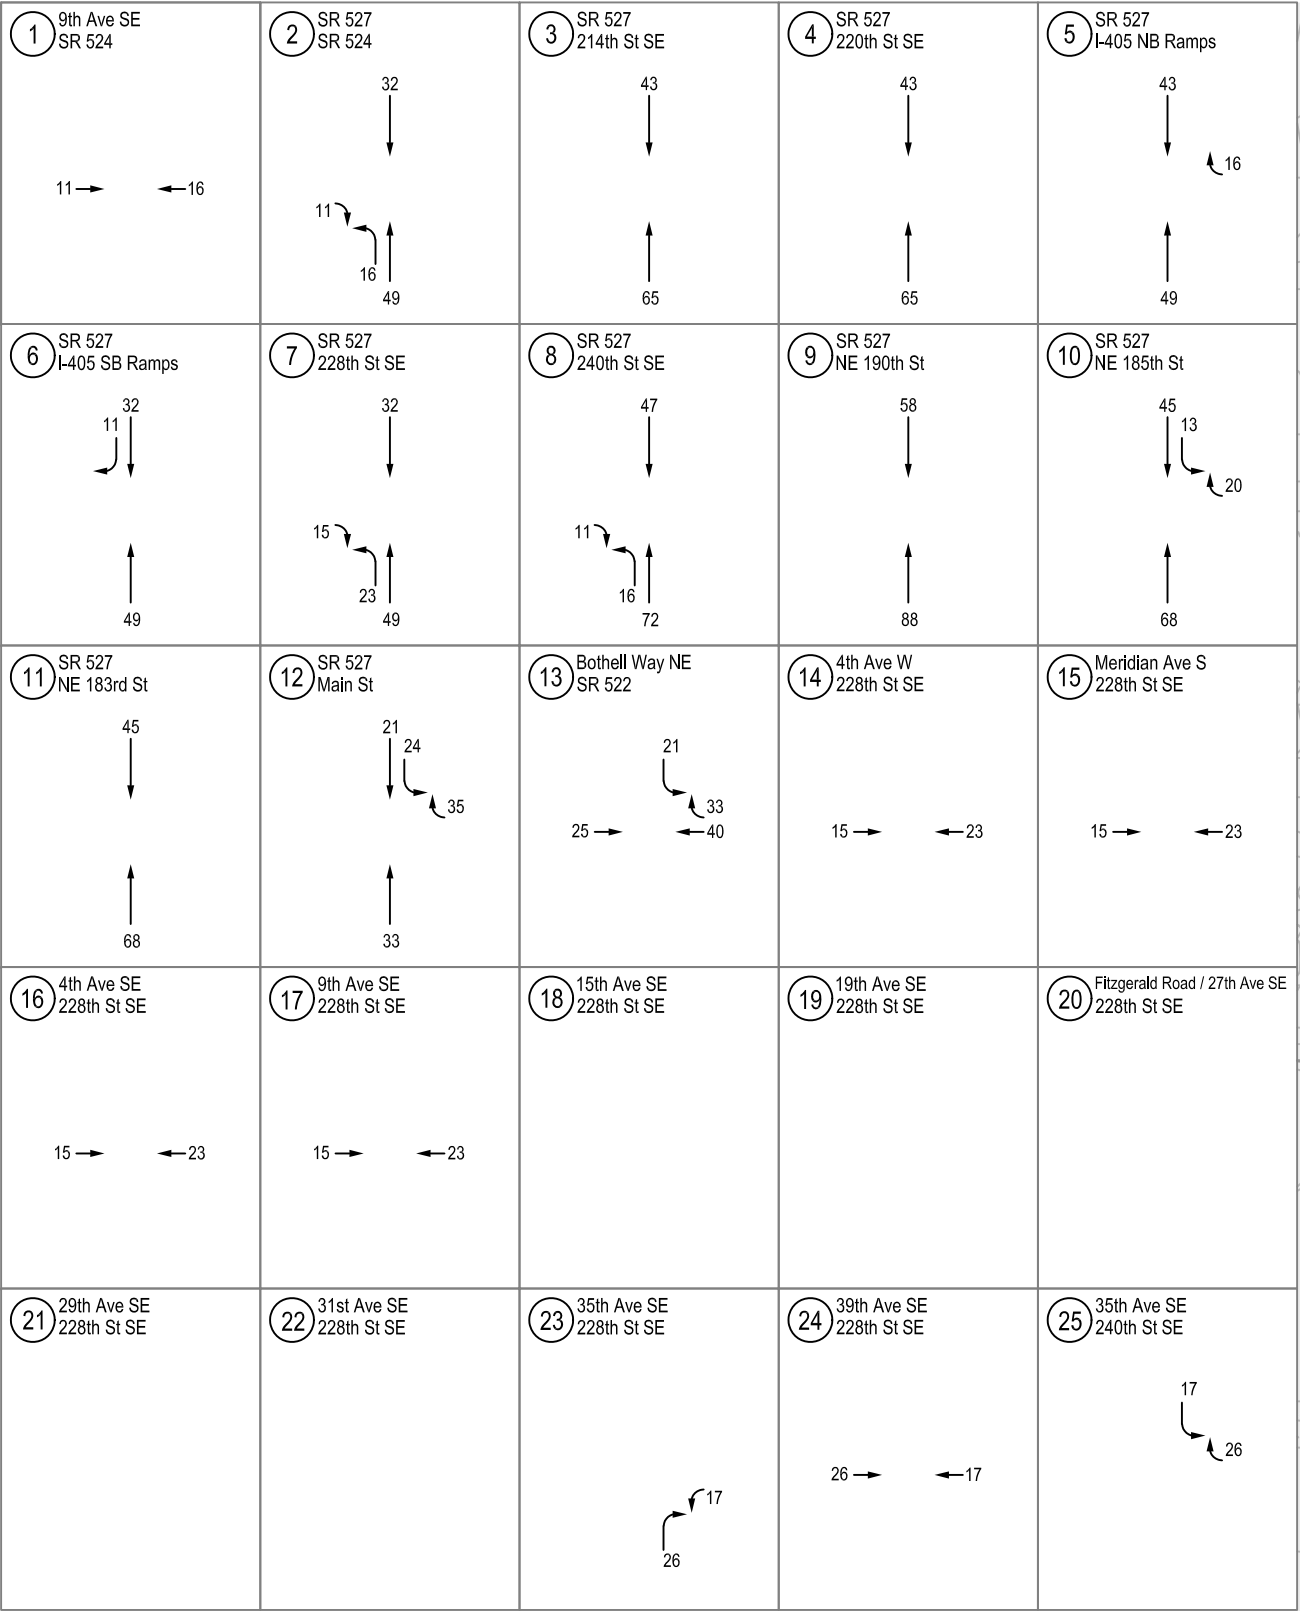 1
9th Ave SE
SR 524
11
16
2
SR 527
SR 524
32
11
16
49
3
SR 527
214th St SE
43
65
4
SR 527
220th St SE
43
65
5
SR 527
I-405 NB Ramps
43
16
49
6
SR 527
I-405 SB Ramps
32
11
49
7
SR 527
228th St SE
32
15
23
49
8
SR 527
240th St SE
47
11
16
72
9
SR 527
NE 190th St
58
88
10
SR 527
NE 185th St
45
13
20
68
11
SR 527
NE 183rd St
45
68
12
SR 527
Main St
21
24
35
33
13
Bothell Way NE
SR 522
21
33
25
40
14
4th Ave W
228th St SE
15
23
15
Meridian Ave S
228th St SE
15
23
16
4th Ave SE
228th St SE
15
23
17
9th Ave SE
228th St SE
15
23
18
15th Ave SE
228th St SE
19
19th Ave SE
228th St SE
20
Fitzgerald Road / 27th Ave SE
228th St SE
21
29th Ave SE
228th St SE
22
31st Ave SE
228th St SE
23
35th Ave SE
228th St SE
17
26
24
39th Ave SE
228th St SE
26
17
25
35th Ave SE
240th St SE
17
26